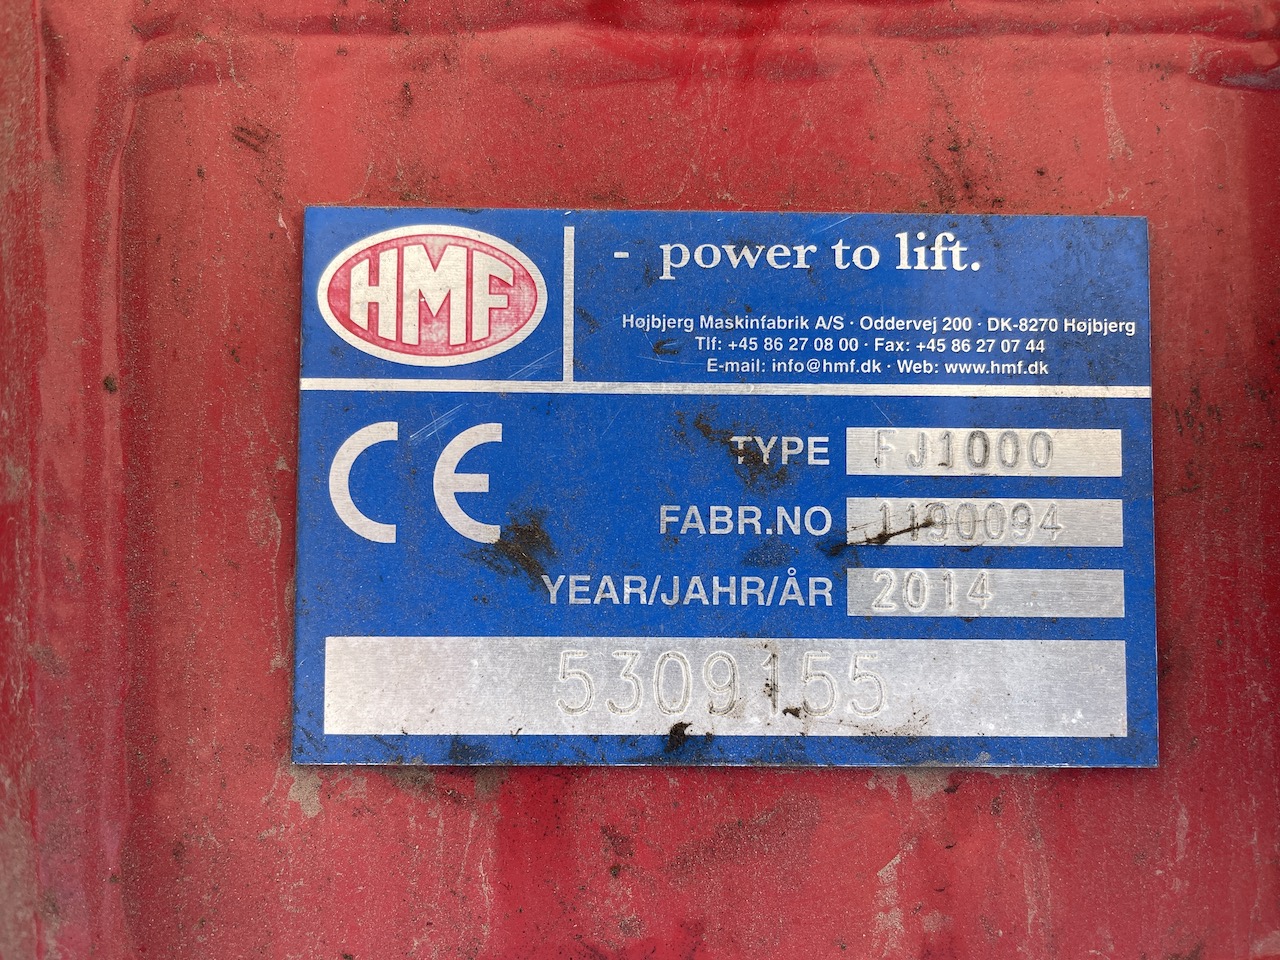 HMF
- power to lift.
Højbjerg Maskinfabrik A/S · Oddervej 200 · DK-8270 Højbjerg
Tlf: +45 86 27 08 00 · Fax: +45 86 27 07 44
E-mail: info@hmf.dk · Web: www.hmf.dk
CE
TYPE FJ1000
FABR.NO 1190094
YEAR/JAHR/ÅR 2014
5309155